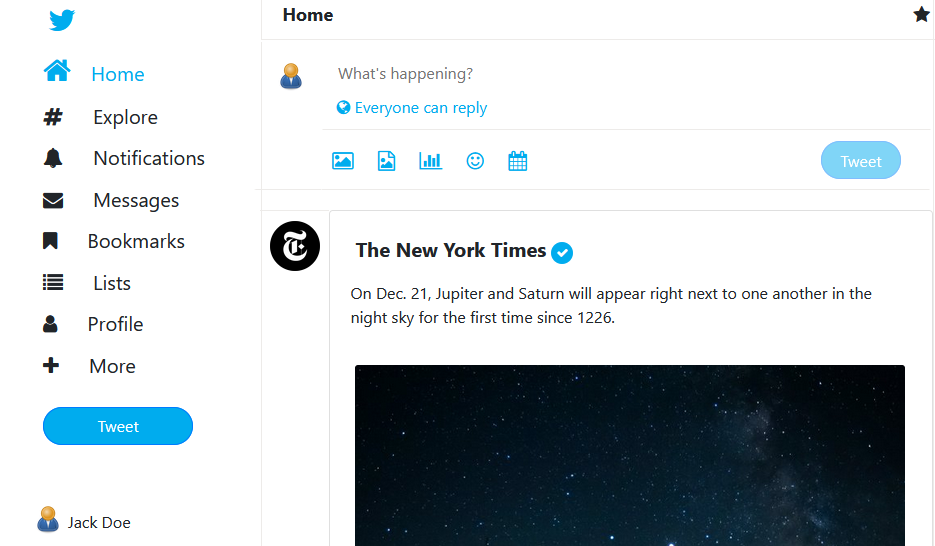 Home
Explore
Notifications
Messages
Bookmarks
Lists
Profile
More
Tweet
Jack Doe
Home
What's happening?
Everyone can reply
Tweet
The New York Times
On Dec. 21, Jupiter and Saturn will appear right next to one another in the
night sky for the first time since 1226.